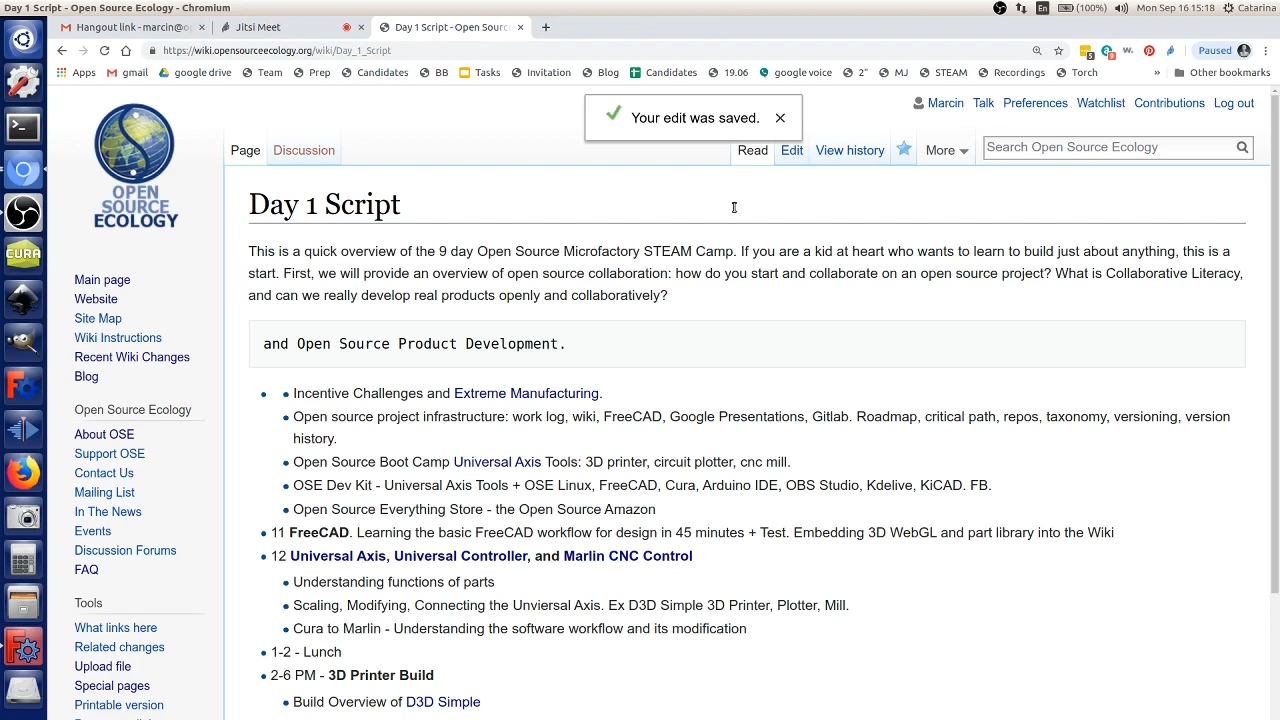 Day 1 Script - Open Source Ecology - Chromium
En (100%) Mon Sep 16 15:18 Catarina
Hangout link - marcin@op × Jitsi Meet × Day 1 Script - Open Sourc × +
https://wiki.opensourceecology.org/wiki/Day_1_Script Paused
Apps gmail google drive Team Prep Candidates BB Tasks Invitation Blog Candidates 19.06 google voice 2" MJ STEAM Recordings Torch » Other bookmarks
Marcin Talk Preferences Watchlist Contributions Log out
Your edit was saved. ×
Page Discussion Read Edit View history More Search Open Source Ecology
OPEN
SOURCE
ECOLOGY
CURA
Main page
Website
Site Map
Wiki Instructions
Recent Wiki Changes
Blog
Open Source Ecology
About OSE
Support OSE
Contact Us
Mailing List
In The News
Events
Discussion Forums
FAQ
Tools
What links here
Related changes
Upload file
Special pages
Printable version
Day 1 Script
This is a quick overview of the 9 day Open Source Microfactory STEAM Camp. If you are a kid at heart who wants to learn to build just about anything, this is a
start. First, we will provide an overview of open source collaboration: how do you start and collaborate on an open source project? What is Collaborative Literacy,
and can we really develop real products openly and collaboratively?
and Open Source Product Development.
• • Incentive Challenges and Extreme Manufacturing.
• Open source project infrastructure: work log, wiki, FreeCAD, Google Presentations, Gitlab. Roadmap, critical path, repos, taxonomy, versioning, version
history.
• Open Source Boot Camp Universal Axis Tools: 3D printer, circuit plotter, cnc mill.
• OSE Dev Kit - Universal Axis Tools + OSE Linux, FreeCAD, Cura, Arduino IDE, OBS Studio, Kdelive, KiCAD. FB.
• Open Source Everything Store - the Open Source Amazon
• 11 FreeCAD. Learning the basic FreeCAD workflow for design in 45 minutes + Test. Embedding 3D WebGL and part library into the Wiki
• 12 Universal Axis, Universal Controller, and Marlin CNC Control
• Understanding functions of parts
• Scaling, Modifying, Connecting the Unviersal Axis. Ex D3D Simple 3D Printer, Plotter, Mill.
• Cura to Marlin - Understanding the software workflow and its modification
• 1-2 - Lunch
• 2-6 PM - 3D Printer Build
• Build Overview of D3D Simple